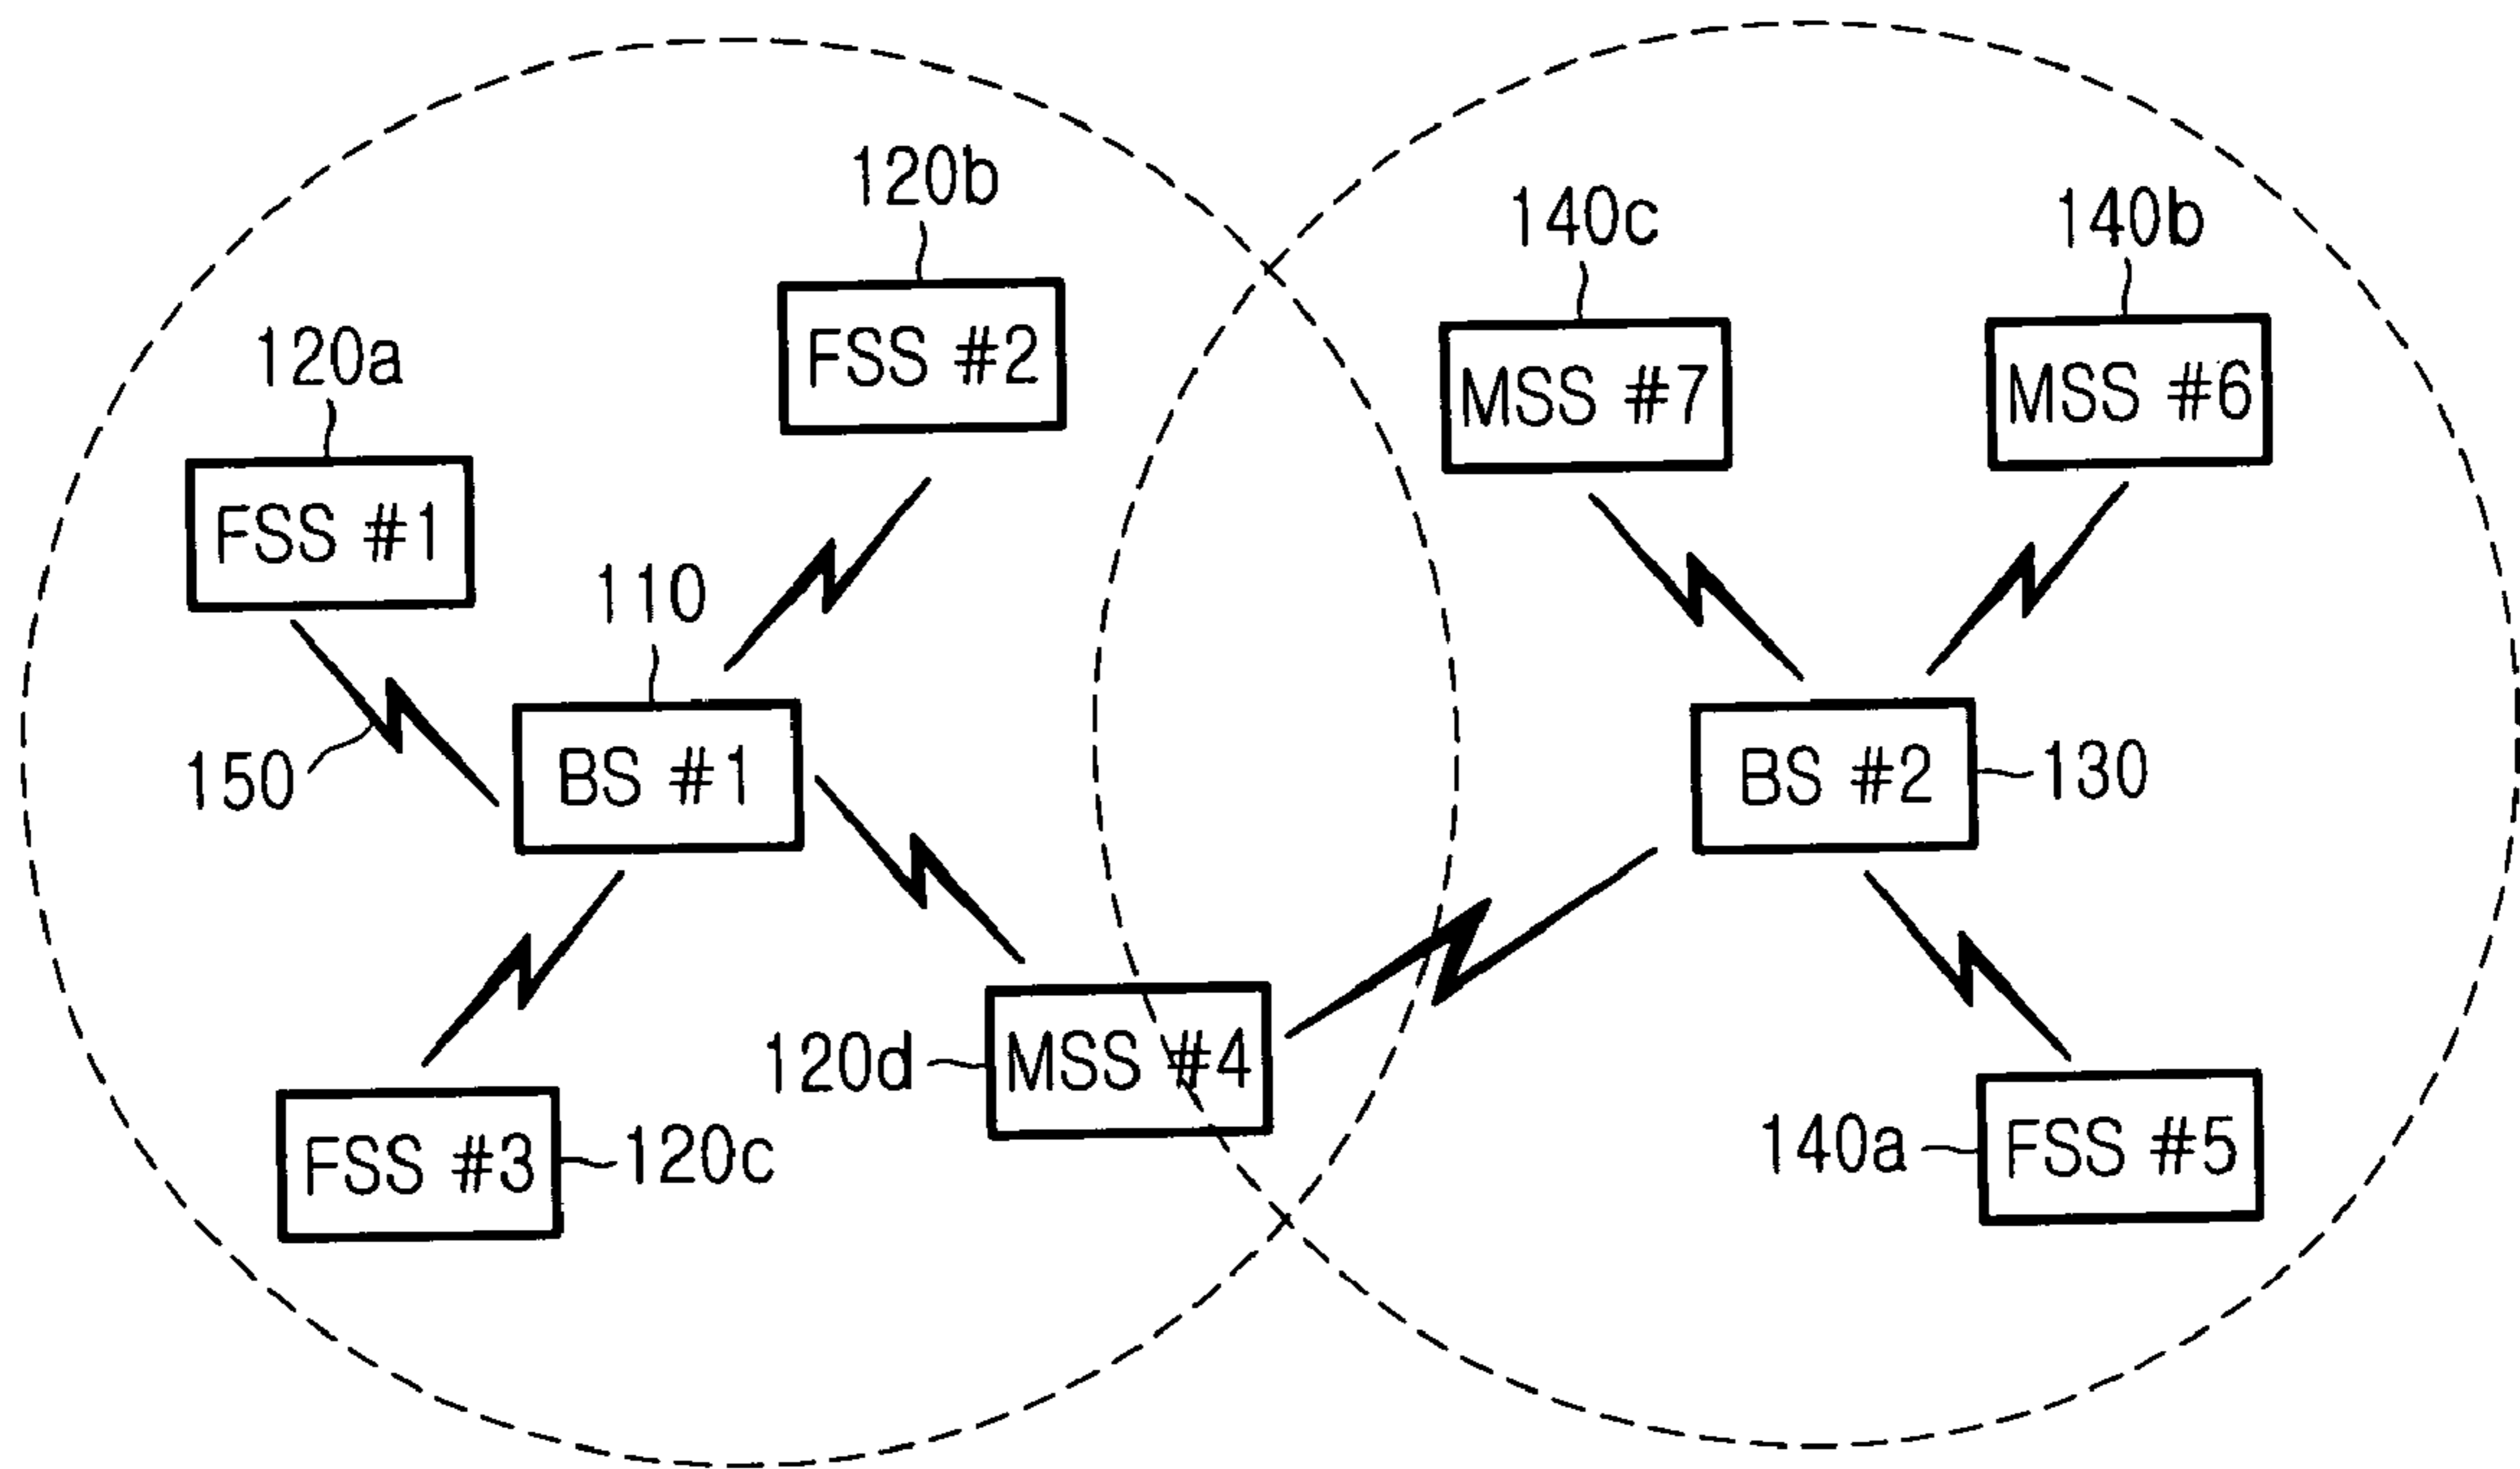 120b
140c
140b
120a
FSS #2
MSS #7
MSS #6
FSS #1
110
150
BS #1
BS #2
130
120d
MSS #4
FSS #3
120c
140a
FSS #5